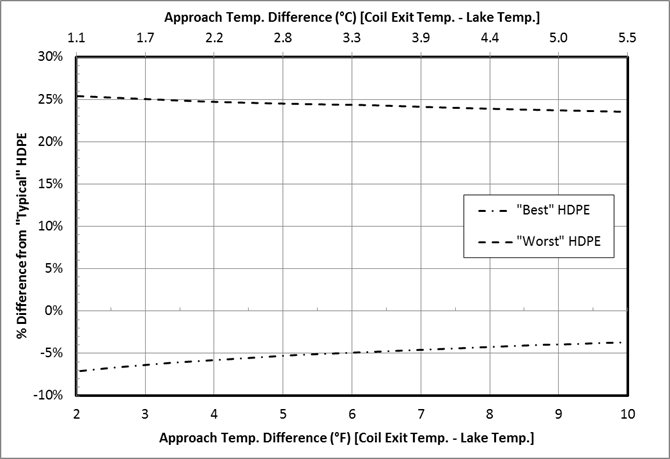 Approach Temp. Difference (°C) [Coil Exit Temp. - Lake Temp.]
1.1 1.7 2.2 2.8 3.3 3.9 4.4 5.0 5.5
30%
25%
20%
15%
10%
5%
0%
-5%
-10%
% Difference from "Typical" HDPE
"Best" HDPE
"Worst" HDPE
2 3 4 5 6 7 8 9 10
Approach Temp. Difference (°F) [Coil Exit Temp. - Lake Temp.]